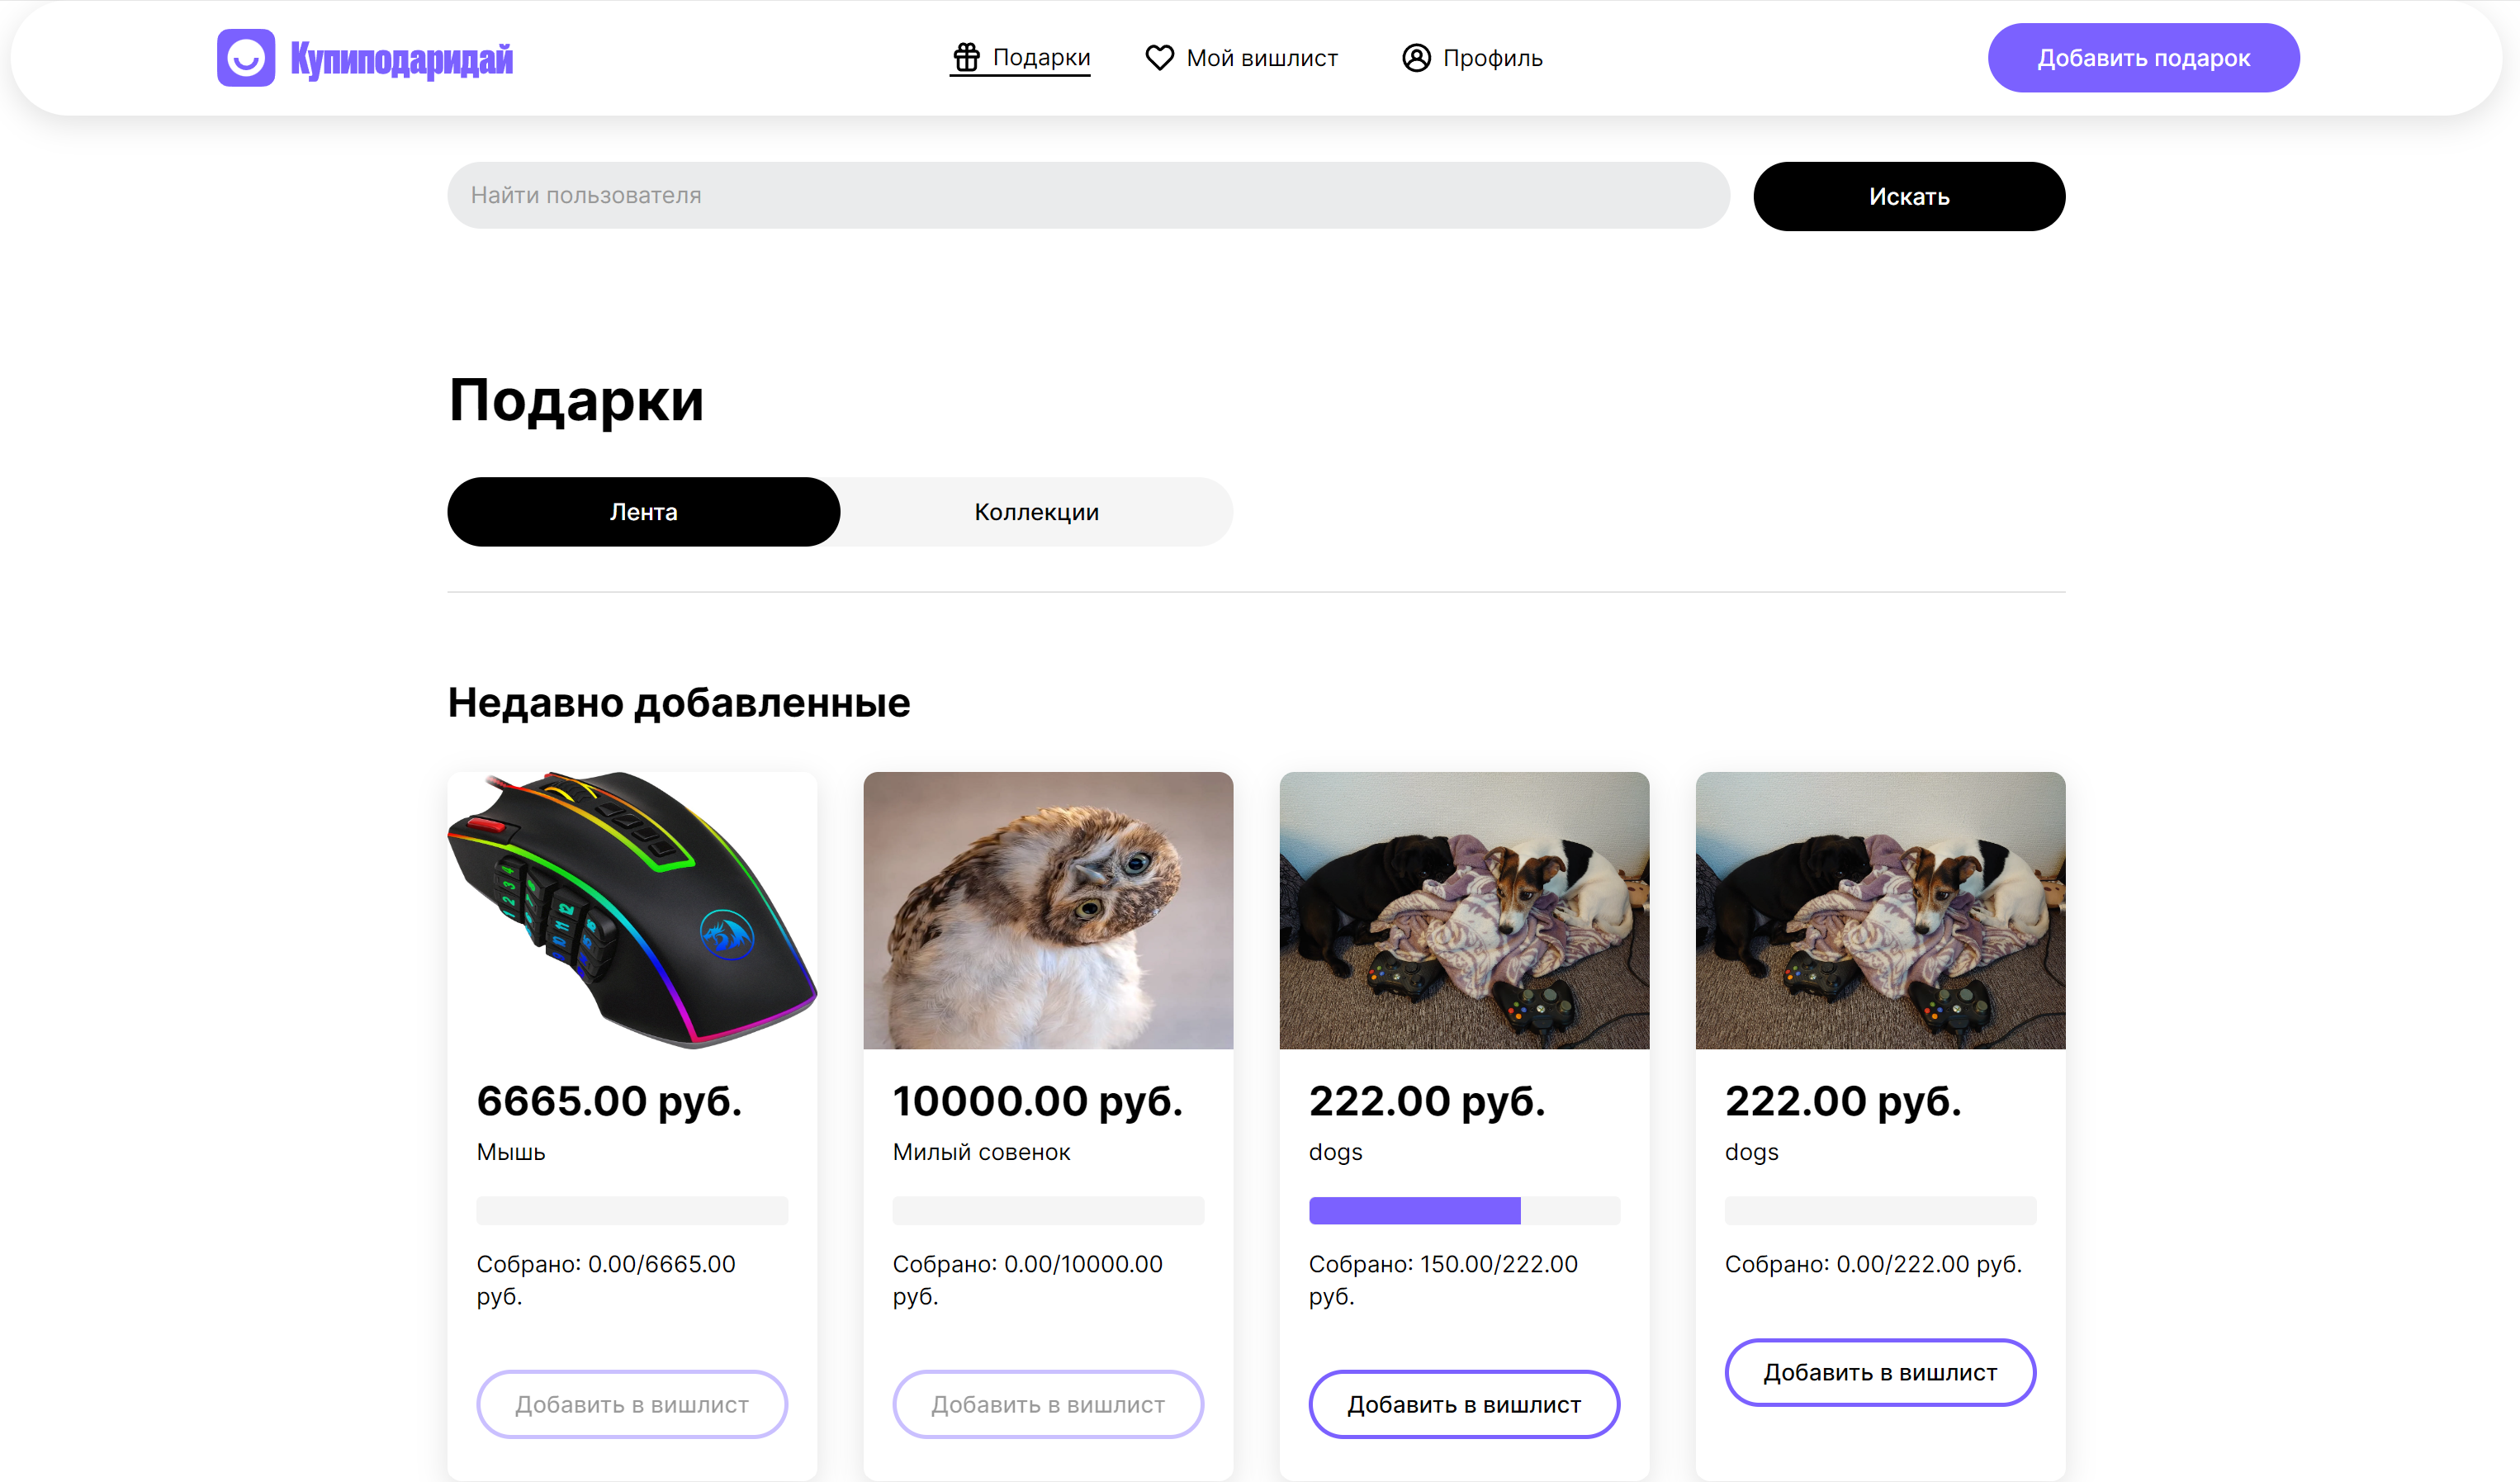 Купиподаридай
Подарки
Мой вишлист
Профиль
Добавить подарок
Найти пользователя
Искать
Подарки
Лента
Коллекции
Недавно добавленные
6665.00 руб.
Мышь
Собрано: 0.00/6665.00
руб.
Добавить в вишлист
10000.00 руб.
Милый совенок
Собрано: 0.00/10000.00
руб.
Добавить в вишлист
222.00 руб.
dogs
Собрано: 150.00/222.00
руб.
Добавить в вишлист
222.00 руб.
dogs
Собрано: 0.00/222.00 руб.
Добавить в вишлист